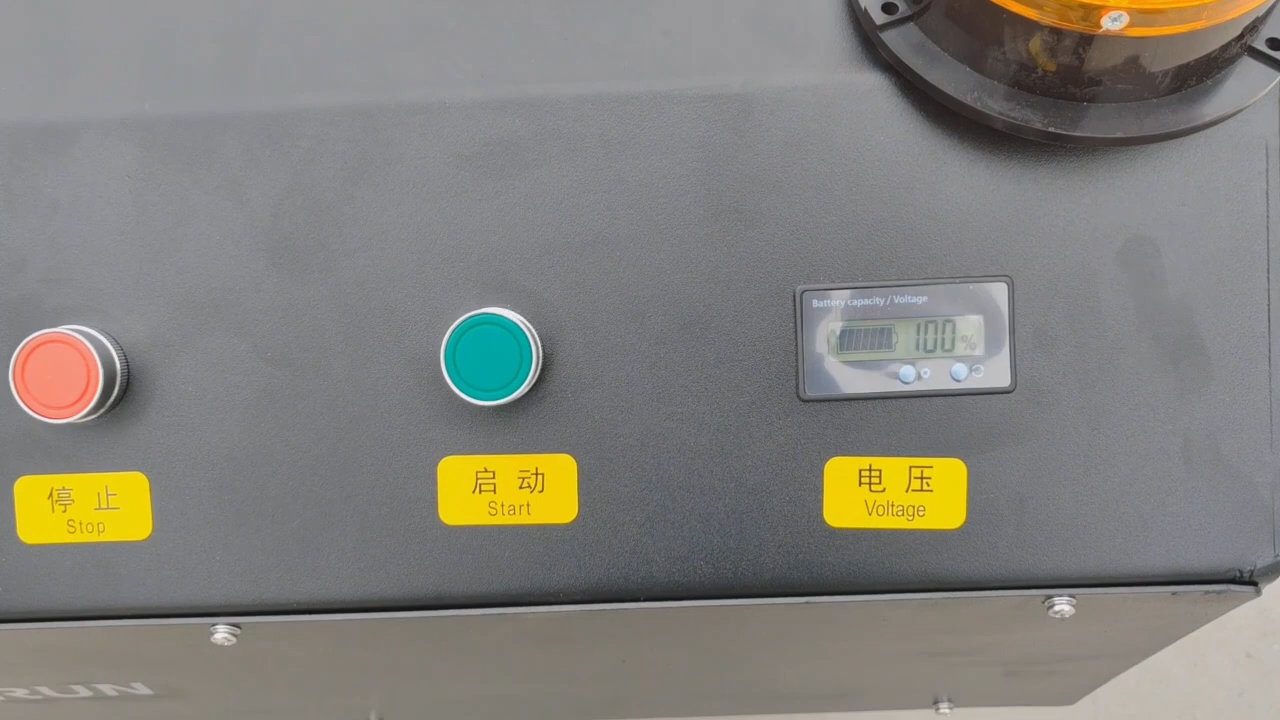 Battery capacity / Voltage
100%
停止
Stop
启动
Start
电压
Voltage
RUN